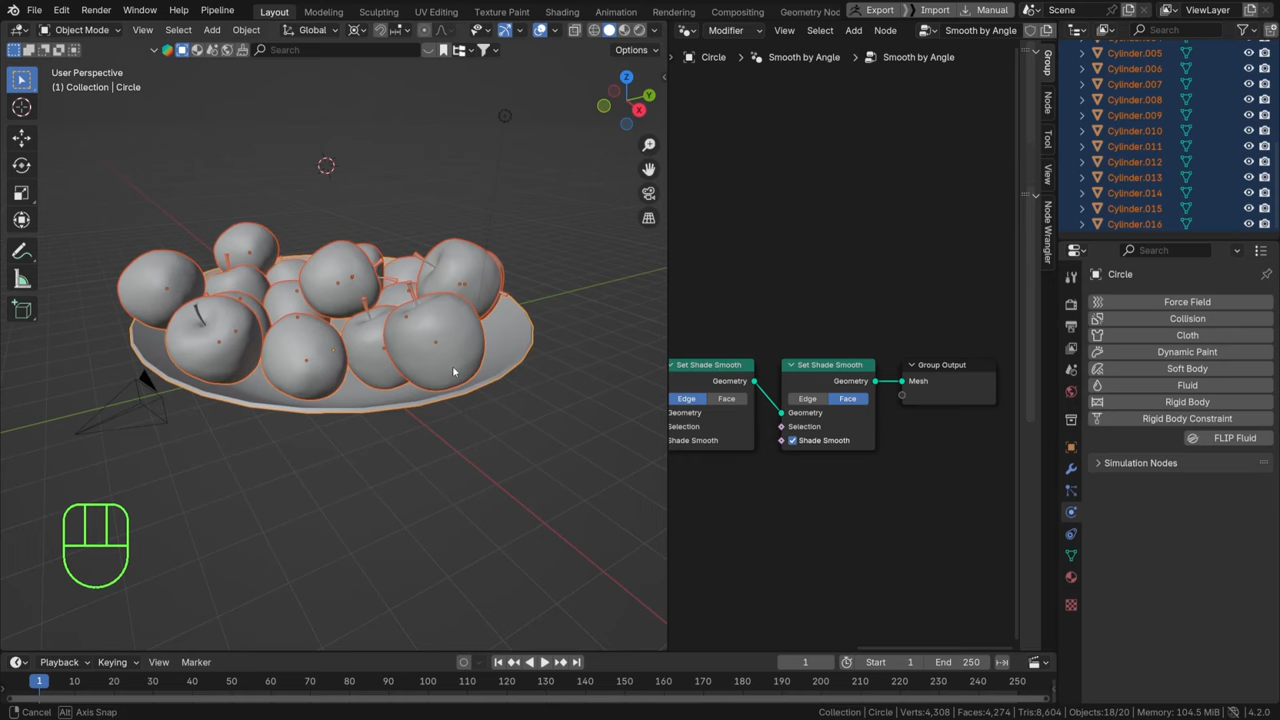 File Edit Render Window Help Pipeline Layout Modeling Sculpting UV Editing Texture Paint Shading Animation Rendering Compositing Geometry Noc Export Import Manual Scene ViewLayer
Object Mode View Select Add Object Global Modifier View Select Add Node Smooth by Angle Search
Search Options
User Perspective
(1) Collection | Circle
Z
Y
X
Circle Smooth by Angle Smooth by Angle
Group
Node
Tool
View
Node Wrangler
Set Shade Smooth
Geometry
Edge Face
Geometry
Selection
Shade Smooth
Set Shade Smooth
Geometry
Edge Face
Geometry
Selection
Shade Smooth
Group Output
Mesh
Cylinder.005
Cylinder.006
Cylinder.007
Cylinder.008
Cylinder.009
Cylinder.010
Cylinder.011
Cylinder.012
Cylinder.013
Cylinder.014
Cylinder.015
Cylinder.016
Search
Circle
Force Field
Collision
Cloth
Dynamic Paint
Soft Body
Fluid
Rigid Body
Rigid Body Constraint
FLIP Fluid
Simulation Nodes
Playback Keying View Marker 1 Start 1 End 250
1 10 20 30 40 50 60 70 80 90 100 110 120 130 140 150 160 170 180 190 200 210 220 230 240 250
Cancel Alt Axis Snap Collection | Circle | Verts:4,308 | Faces:4,274 | Tris:8,604 | Objects:18/20 | Memory: 104.5 MiB | 4.2.0